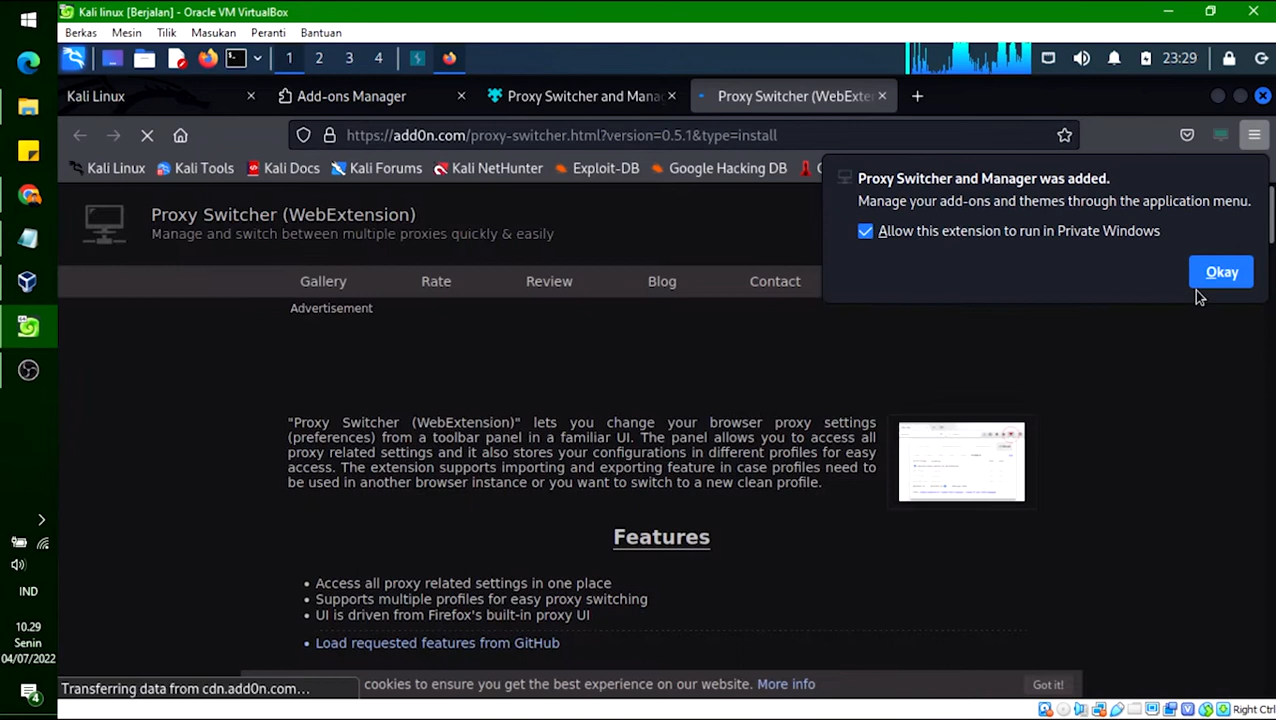 Kali linux [Berjalan] - Oracle VM VirtualBox
Berkas Mesin Tilik Masukan Peranti Bantuan
1 2 3 4 23:29
Kali Linux Add-ons Manager Proxy Switcher and Mana Proxy Switcher (WebExten
https://add0n.com/proxy-switcher.html?version=0.5.1&type=install
Kali Linux Kali Tools Kali Docs Kali Forums Kali NetHunter Exploit-DB Google Hacking DB
Proxy Switcher and Manager was added.
Manage your add-ons and themes through the application menu.
Allow this extension to run in Private Windows
Okay
Proxy Switcher (WebExtension)
Manage and switch between multiple proxies quickly & easily
Gallery Rate Review Blog Contact
Advertisement
"Proxy Switcher (WebExtension)" lets you change your browser proxy settings
(preferences) from a toolbar panel in a familiar UI. The panel allows you to access all
proxy related settings and it also stores your configurations in different profiles for easy
access. The extension supports importing and exporting feature in case profiles need to
be used in another browser instance or you want to switch to a new clean profile.
Features
• Access all proxy related settings in one place
• Supports multiple profiles for easy proxy switching
• UI is driven from Firefox's built-in proxy UI
• Load requested features from GitHub
cookies to ensure you get the best experience on our website. More info Got it!
Transferring data from cdn.add0n.com...
IND
10.29
Senin
04/07/2022
4
Right Ctrl